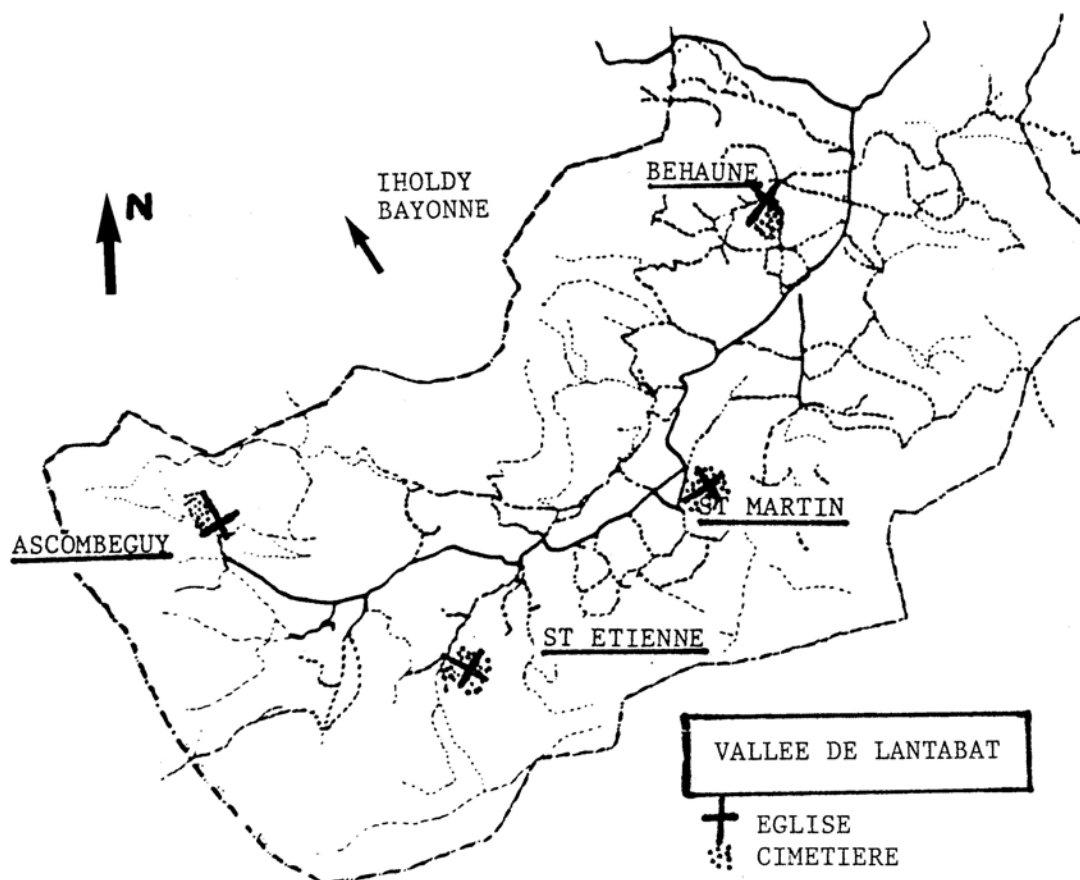 BEHAUNE
IHOLDY
BAYONNE
N
ST MARTIN
ASCOMBEGUY
ST ETIENNE
VALLEE DE LANTABAT
EGLISE
CIMETIERE